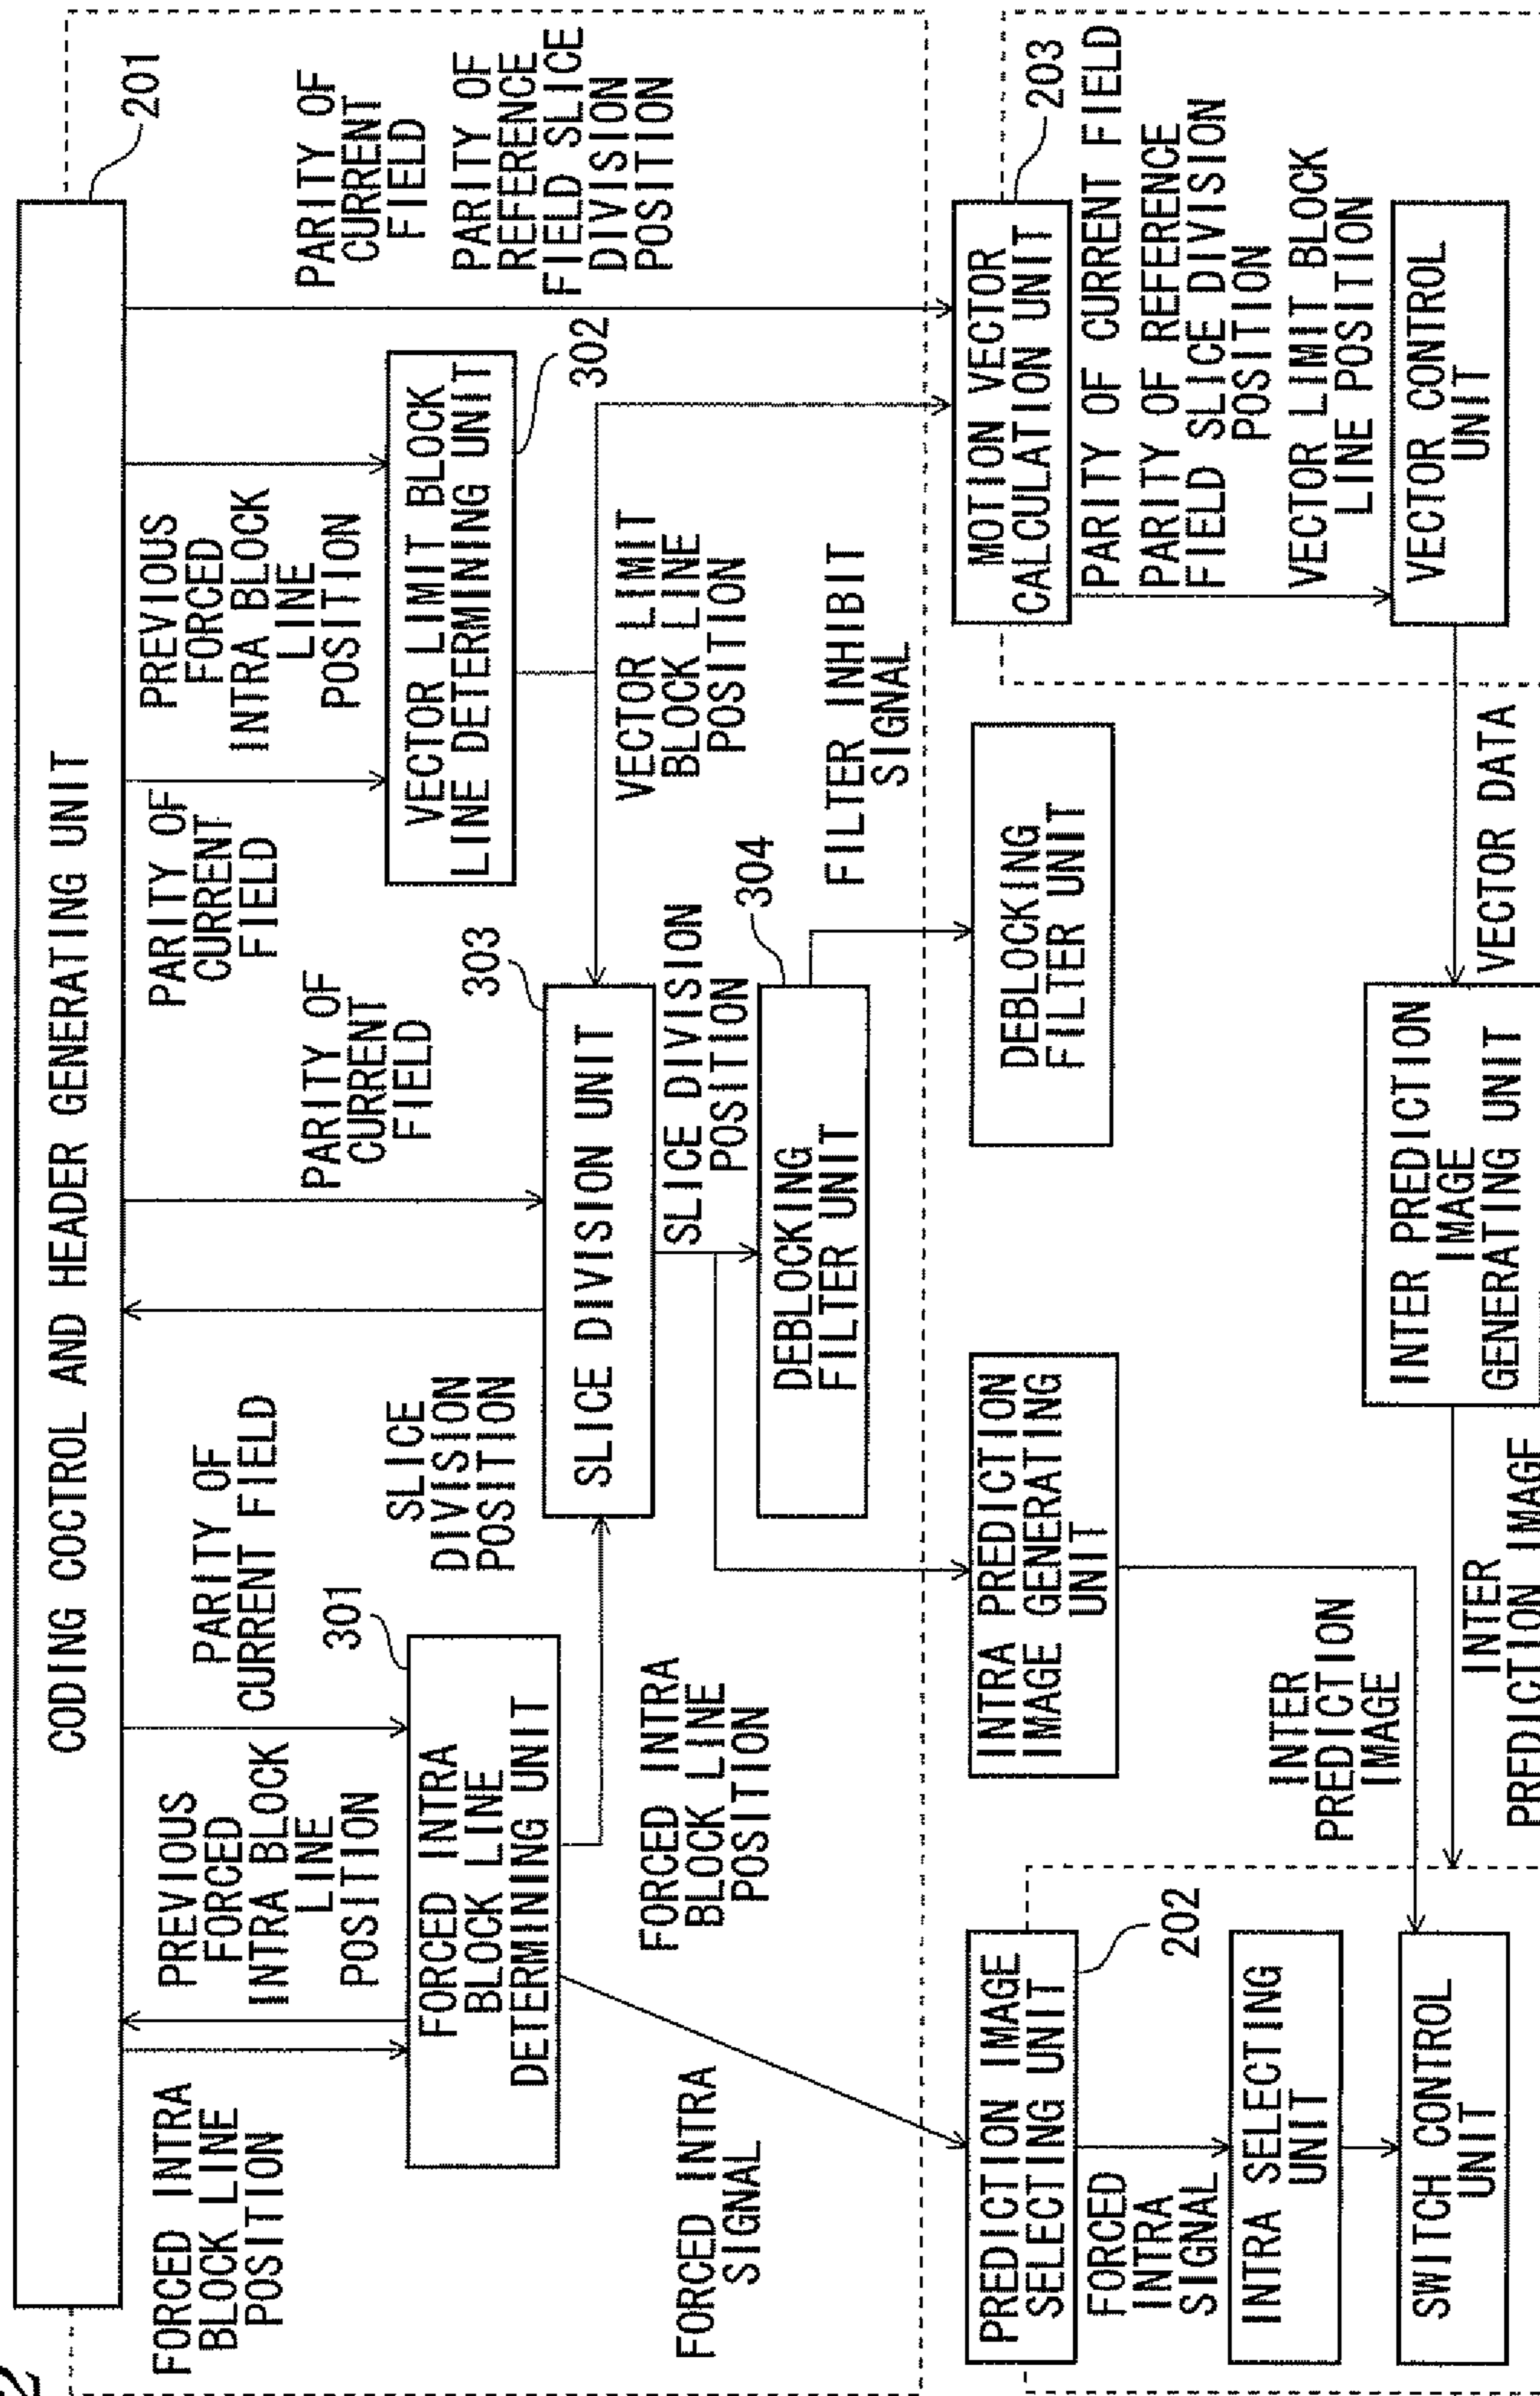 2
CODING COCTROL AND HEADER GENERATING UNIT
201
FORCED INTRA
BLOCK LINE
POSITION
PREVIOUS
FORCED
INTRA BLOCK
LINE
POSITION
PARITY OF
CURRENT FIELD
301
FORCED INTRA
BLOCK LINE
DETERMINING UNIT
SLICE
DIVISION
POSITION
PARITY OF
CURRENT
FIELD
303
SLICE DIVISION UNIT
PARITY OF
CURRENT
FIELD
PREVIOUS
FORCED
INTRA BLOCK
LINE
POSITION
VECTOR LIMIT BLOCK
LINE DETERMINING UNIT
302
PARITY OF
CURRENT
FIELD
PARITY OF
REFERENCE
FIELD SLICE
DIVISION
POSITION
FORCED INTRA
SIGNAL
FORCED INTRA
BLOCK LINE
POSITION
SLICE DIVISION
POSITION
304
DEBLOCKING
FILTER UNIT
VECTOR LIMIT
BLOCK LINE
POSITION
FILTER INHIBIT
SIGNAL
PREDICTION IMAGE
SELECTING UNIT
202
FORCED
INTRA
SIGNAL
INTRA SELECTING
UNIT
SWITCH CONTROL
UNIT
INTRA PREDICTION
IMAGE GENERATING
UNIT
INTER
PREDICTION
IMAGE
DEBLOCKING
FILTER UNIT
MOTION VECTOR
CALCULATION UNIT
203
PARITY OF CURRENT FIELD
PARITY OF REFERENCE
FIELD SLICE DIVISION
POSITION
VECTOR LIMIT BLOCK
LINE POSITION
VECTOR CONTROL
UNIT
INTER PREDICTION
IMAGE
GENERATING UNIT
VECTOR DATA
INTER
PREDICTION IMAGE